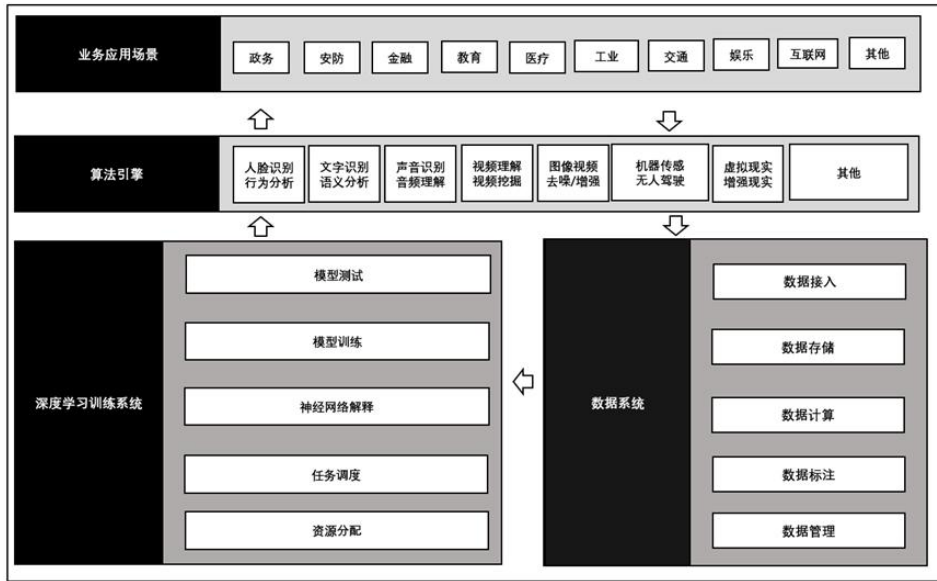 业务应用场景
政务
安防
金融
教育
医疗
工业
交通
娱乐
互联网
其他
算法引擎
人脸识别
行为分析
文字识别
语义分析
声音识别
音频理解
视频理解
视频挖掘
图像视频
去噪/增强
机器传感
无人驾驶
虚拟现实
增强现实
其他
深度学习训练系统
模型测试
模型训练
神经网络解释
任务调度
资源分配
数据系统
数据接入
数据存储
数据计算
数据标注
数据管理